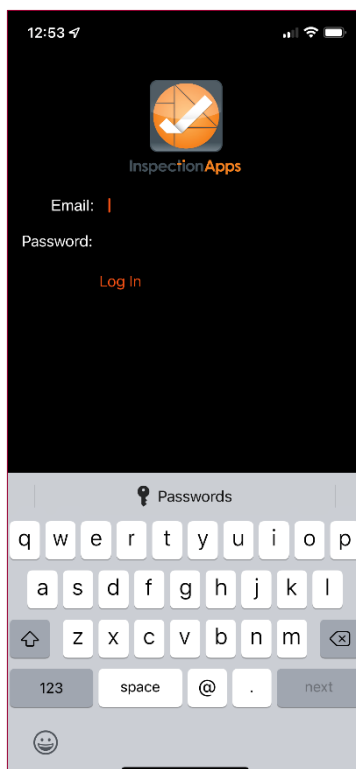 12:53
InspectionApps
Email:
Password:
Log In
Passwords
q w e r t y u i o p
a s d f g h j k l
z x c v b n m
123 space @ . next